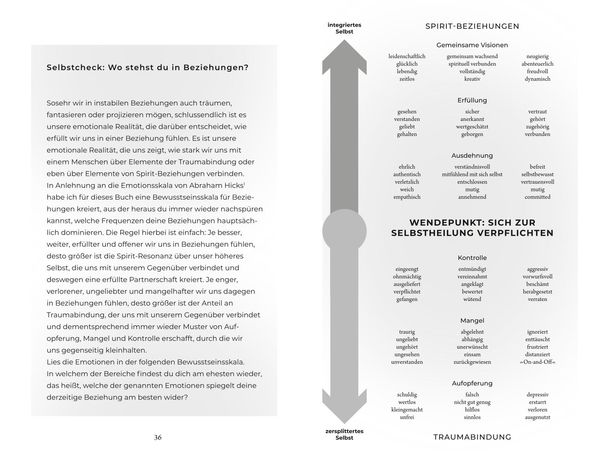 Selbstcheck: Wo stehst du in Beziehungen?
Sosehr wir in instabilen Beziehungen auch träumen,
fantasieren oder projizieren mögen, schlussendlich ist es
unsere emotionale Realität, die darüber entscheidet, wie
erfüllt wir uns in einer Beziehung fühlen. Es ist unsere
emotionale Realität, die uns zeigt, wie stark wir uns mit
einem Menschen über Elemente der Traumabindung oder
eben über Elemente von Spirit-Beziehungen verbinden.
In Anlehnung an die Emotionsskala von Abraham Hicks'
habe ich für dieses Buch eine Bewusstseinsskala für Bezie-
hungen kreiert, aus der heraus du immer wieder nachspüren
kannst, welche Frequenzen deine Beziehungen hauptsäch-
lich dominieren. Die Regel hierbei ist einfach: Je besser,
weiter, erfüllter und offener wir uns in Beziehungen fühlen,
desto größer ist die Spirit-Resonanz über unser höheres
Selbst, die uns mit unserem Gegenüber verbindet und
deswegen eine erfüllte Partnerschaft kreiert. Je enger,
verlorener, ungeliebter und mangelhafter wir uns dagegen
in Beziehungen fühlen, desto größer ist der Anteil an
Traumabindung, der uns mit unserem Gegenüber verbindet
und dementsprechend immer wieder Muster von Auf-
opferung, Mangel und Kontrolle erschafft, durch die wir
uns gegenseitig kleinhalten.
Lies die Emotionen in der folgenden Bewusstseinsskala.
In welchem der Bereiche findest du dich am ehesten wieder,
das heißt, welche der genannten Emotionen spiegelt deine
derzeitige Beziehung am besten wider?
36
integriertes
Selbst
SPIRIT-BEZIEHUNGEN
Gemeinsame Visionen
leidenschaftlich gemeinsam wachsend neugierig
glücklich spirituell verbunden abenteuerlich
lebendig vollständig freudvoll
zeitlos kreativ dynamisch
Erfüllung
gesehen sicher vertraut
verstanden anerkannt gehört
geliebt wertgeschätzt zugehörig
gehalten geborgen verbunden
Ausdehnung
ehrlich verständnisvoll befreit
authentisch mitfühlend mit sich selbst selbstbewusst
verletzlich entschlossen vertrauensvoll
weich mutig mutig
empathisch annehmend committed
WENDEPUNKT: SICH ZUR
SELBSTHEILUNG VERPFLICHTEN
Kontrolle
eingeengt entmündigt aggressiv
ohnmächtig vereinnahmt vorwurfsvoll
ausgeliefert angeklagt beschämt
verpflichtet bewertet herabgesetzt
gefangen wütend verraten
Mangel
traurig abgelehnt ignoriert
ungeliebt abhängig enttäuscht
ungehört unerwünscht frustriert
ungesehen einsam distanziert
unverstanden zurückgewiesen »On-and-Off«
Aufopferung
schuldig falsch depressiv
wertlos nicht gut genug erstarrt
kleingemacht hilflos verloren
unfrei sinnlos ausgenutzt
zersplittertes
Selbst
TRAUMABINDUNG